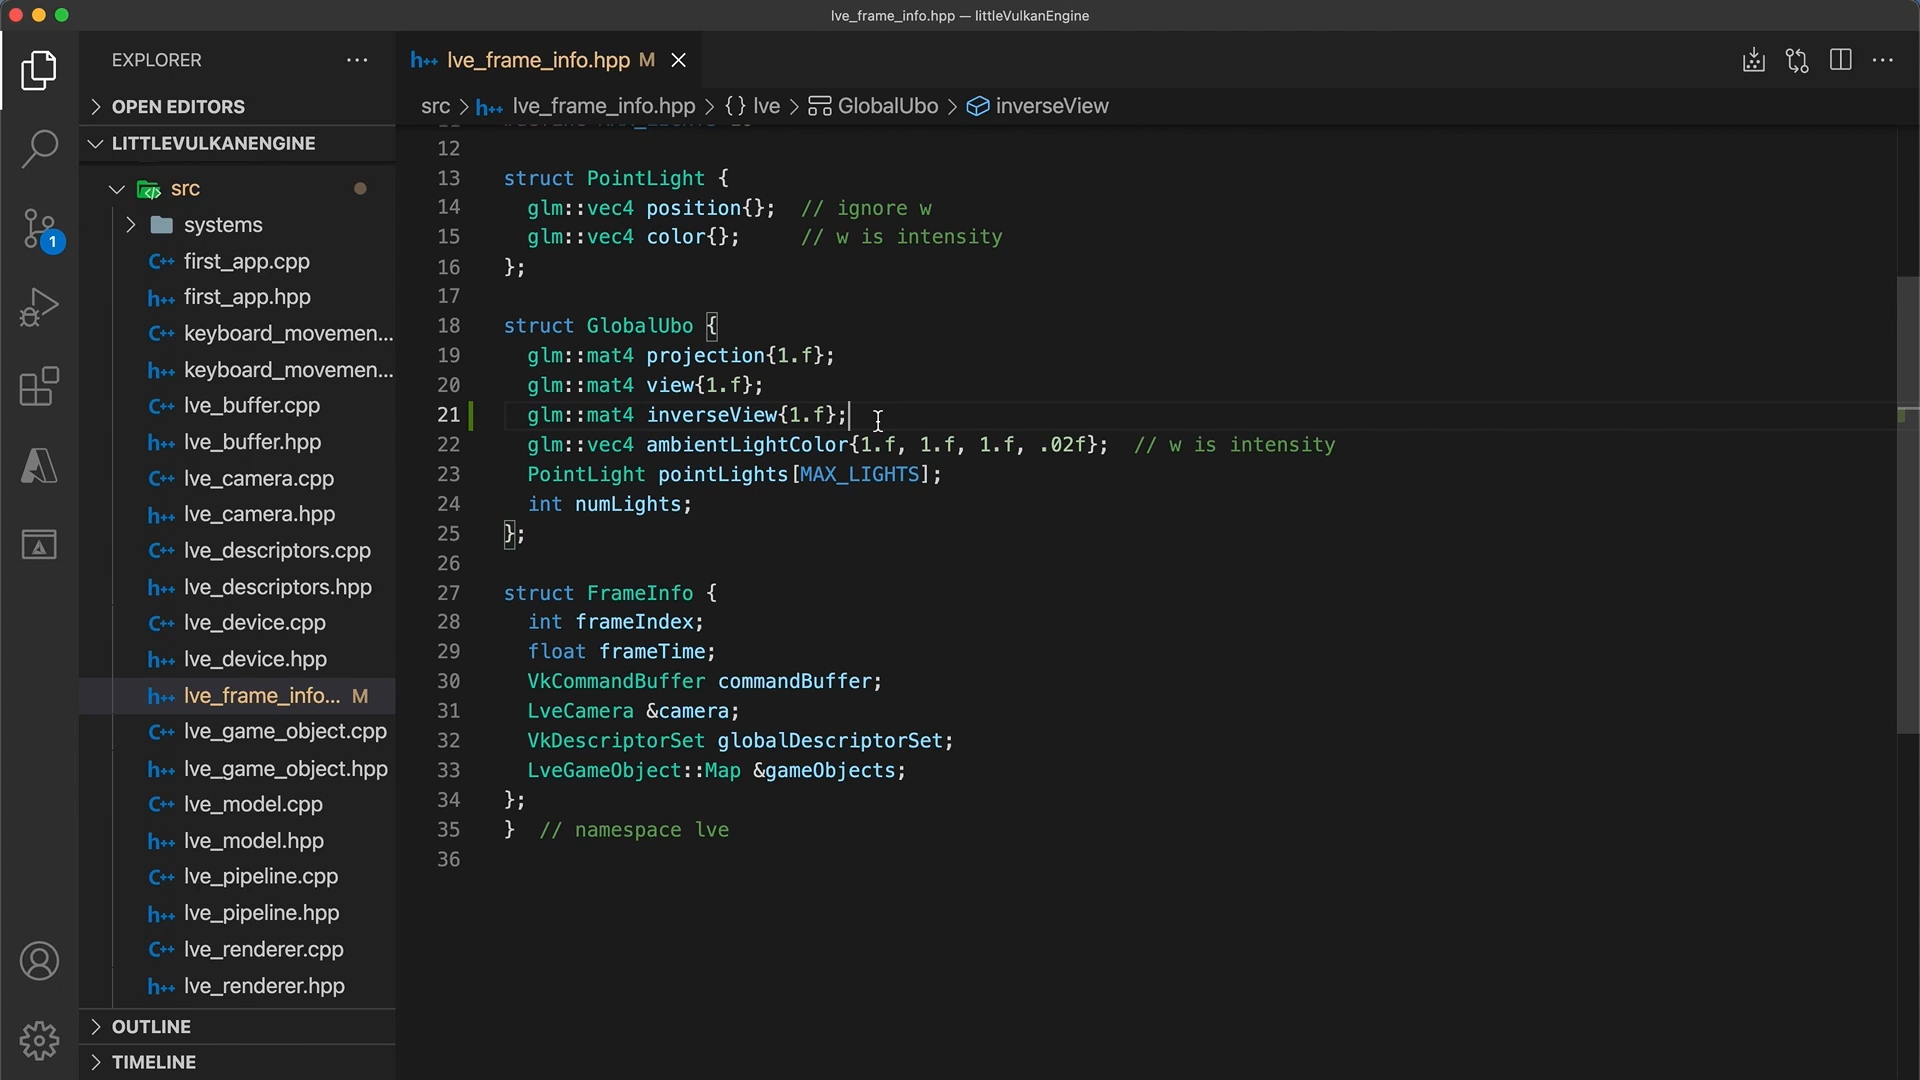 lve_frame_info.hpp — littleVulkanEngine
EXPLORER
OPEN EDITORS
LITTLEVULKANENGINE
src
systems
first_app.cpp
first_app.hpp
keyboard_movemen...
keyboard_movemen...
lve_buffer.cpp
lve_buffer.hpp
lve_camera.cpp
lve_camera.hpp
lve_descriptors.cpp
lve_descriptors.hpp
lve_device.cpp
lve_device.hpp
lve_frame_info... M
lve_game_object.cpp
lve_game_object.hpp
lve_model.cpp
lve_model.hpp
lve_pipeline.cpp
lve_pipeline.hpp
lve_renderer.cpp
lve_renderer.hpp
OUTLINE
TIMELINE
1
lve_frame_info.hpp M
src > lve_frame_info.hpp > {} lve > GlobalUbo > inverseView
12
13 struct PointLight {
14 glm::vec4 position{};  // ignore w
15 glm::vec4 color{};     // w is intensity
16 };
17
18 struct GlobalUbo {
19 glm::mat4 projection{1.f};
20 glm::mat4 view{1.f};
21 glm::mat4 inverseView{1.f};
22 glm::vec4 ambientLightColor{1.f, 1.f, 1.f, .02f};  // w is intensity
23 PointLight pointLights[MAX_LIGHTS];
24 int numLights;
25 };
26
27 struct FrameInfo {
28 int frameIndex;
29 float frameTime;
30 VkCommandBuffer commandBuffer;
31 LveCamera &camera;
32 VkDescriptorSet globalDescriptorSet;
33 LveGameObject::Map &gameObjects;
34 };
35 }  // namespace lve
36